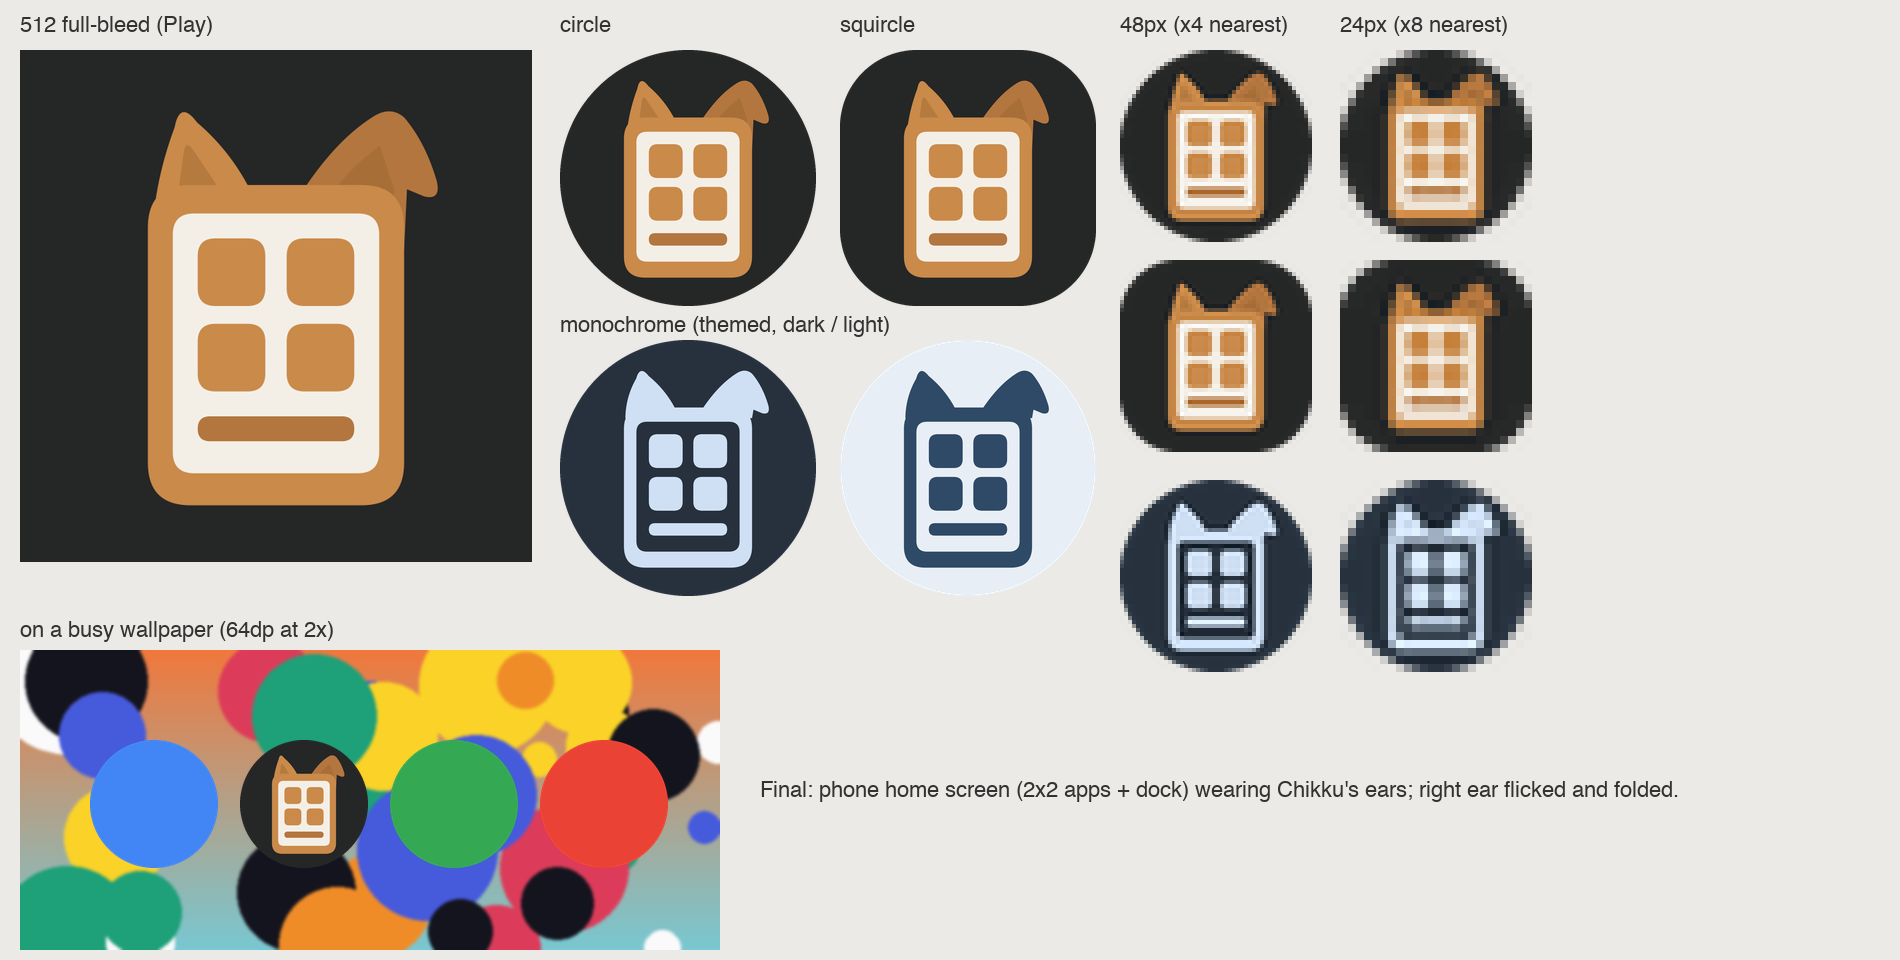 512 full-bleed (Play)
circle
squircle
48px (x4 nearest)
24px (x8 nearest)
monochrome (themed, dark / light)
on a busy wallpaper (64dp at 2x)
Final: phone home screen (2x2 apps + dock) wearing Chikku's ears; right ear flicked and folded.